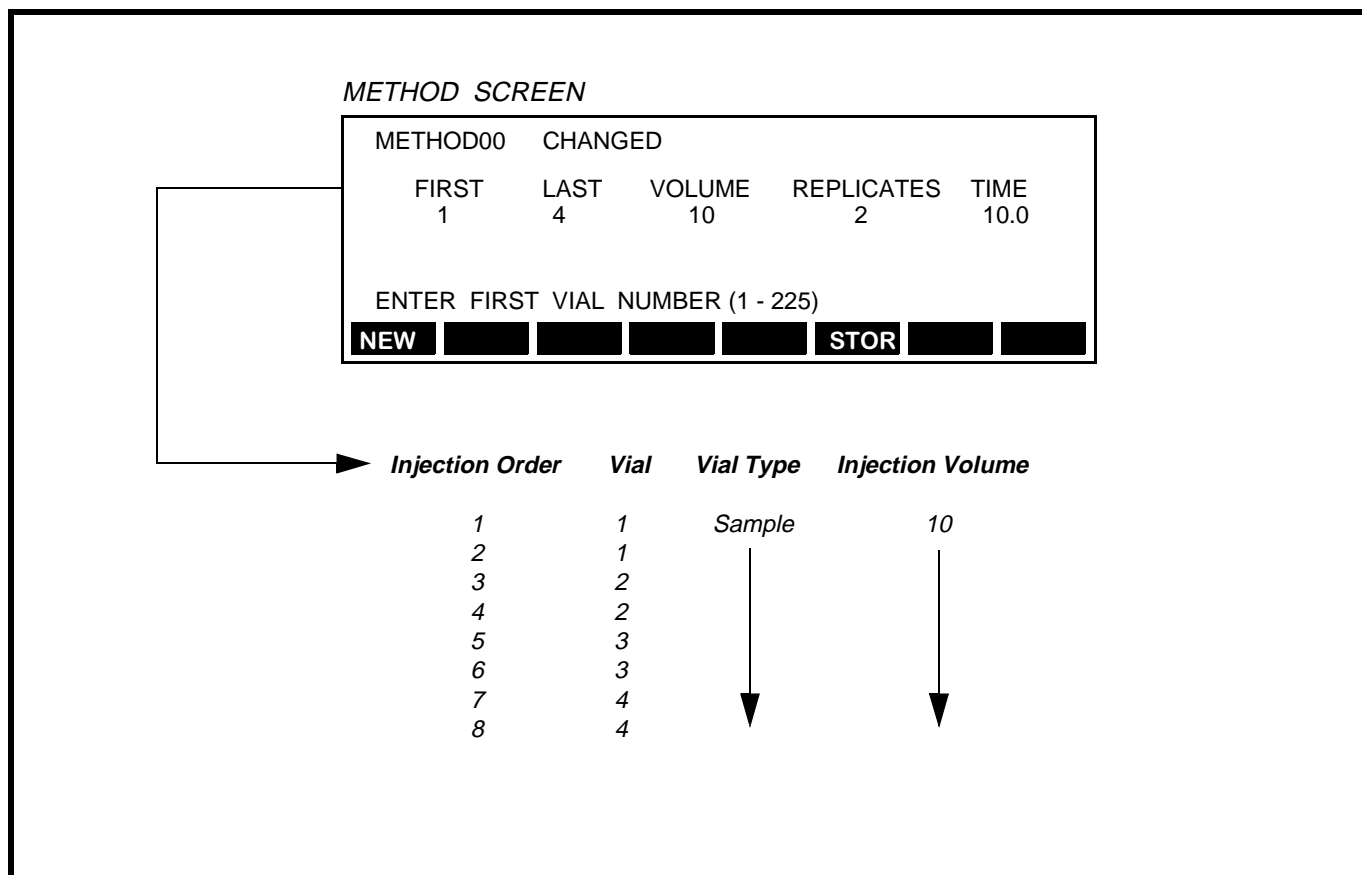 METHOD SCREEN
METHOD00 CHANGED
FIRST LAST VOLUME REPLICATES TIME
1 4 10 2 10.0
ENTER FIRST VIAL NUMBER (1 - 225)
NEW STOR
Injection Order Vial Vial Type Injection Volume
1 1 Sample 10
2 1
3 2
4 2
5 3
6 3
7 4
8 4